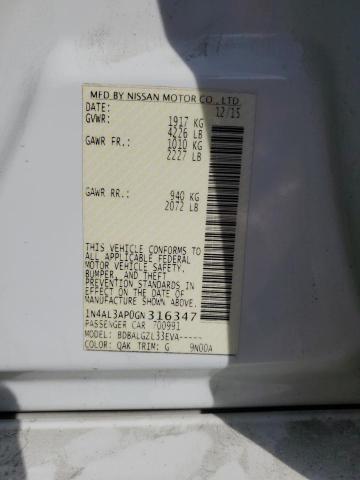 MFD BY NISSAN MOTOR CO., LTD
DATE: 12/15
GVWR: 1917 KG
4226 LB
GAWR FR.: 1010 KG
2227 LB
GAWR RR.: 940 KG
2072 LB
THIS VEHICLE CONFORMS TO
ALL APPLICABLE FEDERAL
MOTOR VEHICLE SAFETY,
BUMPER, AND THEFT
PREVENTION STANDARDS IN
EFFECT ON THE DATE OF
MANUFACTURE SHOWN ABOVE.
1N4AL3AP0GN316347
PASSENGER CAR 700991
MODEL: BDBALGZL33EVA-----
COLOR: QAK TRIM: G 9N00A